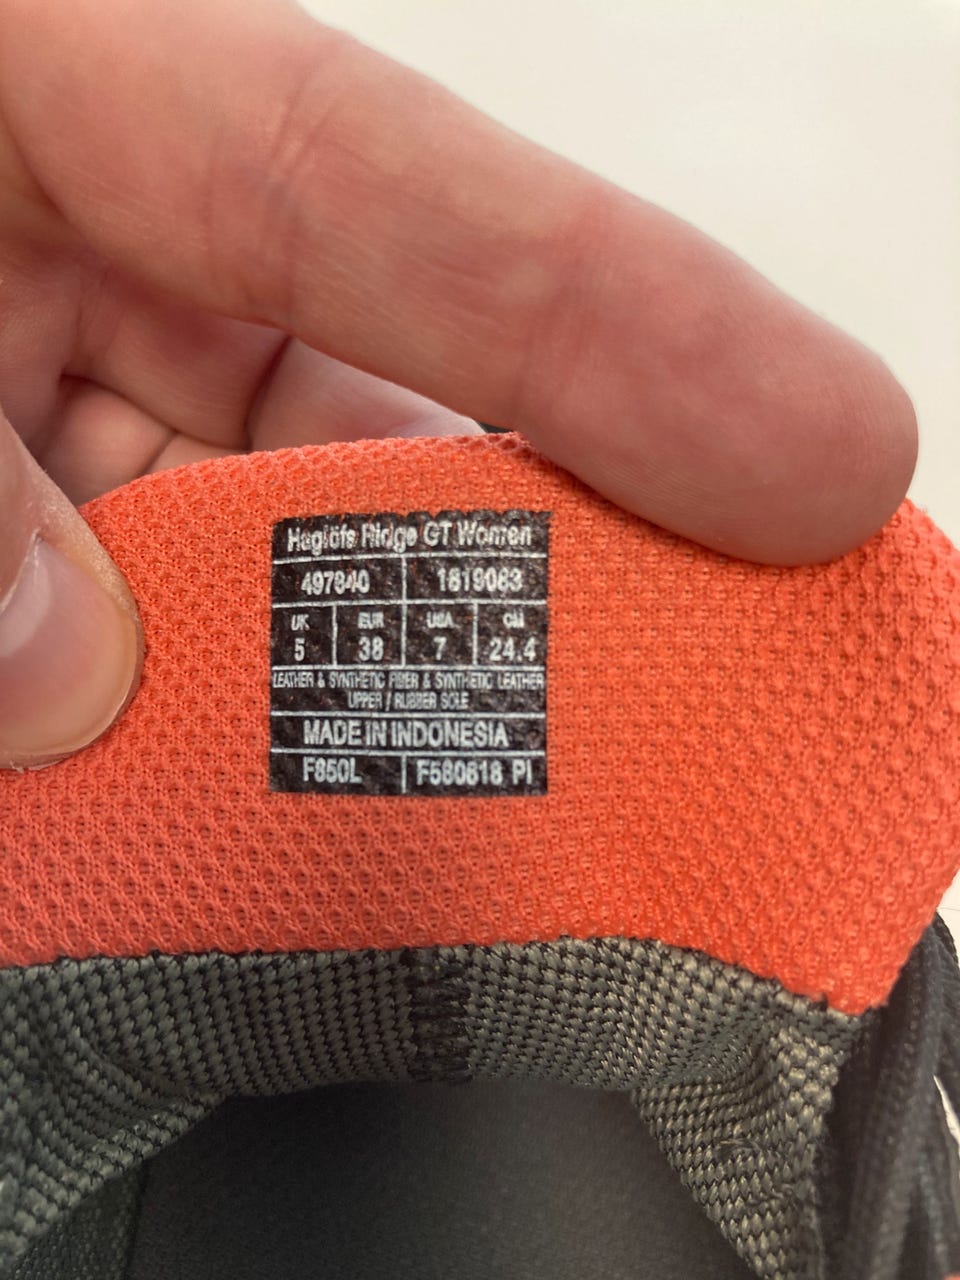 Haglöfs Ridge GT Women
497840 1819063
UK EUR USA CM
5 38 7 24.4
LEATHER & SYNTHETIC FIBER & SYNTHETIC LEATHER
UPPER / RUBBER SOLE
MADE IN INDONESIA
F850L F580818 PI